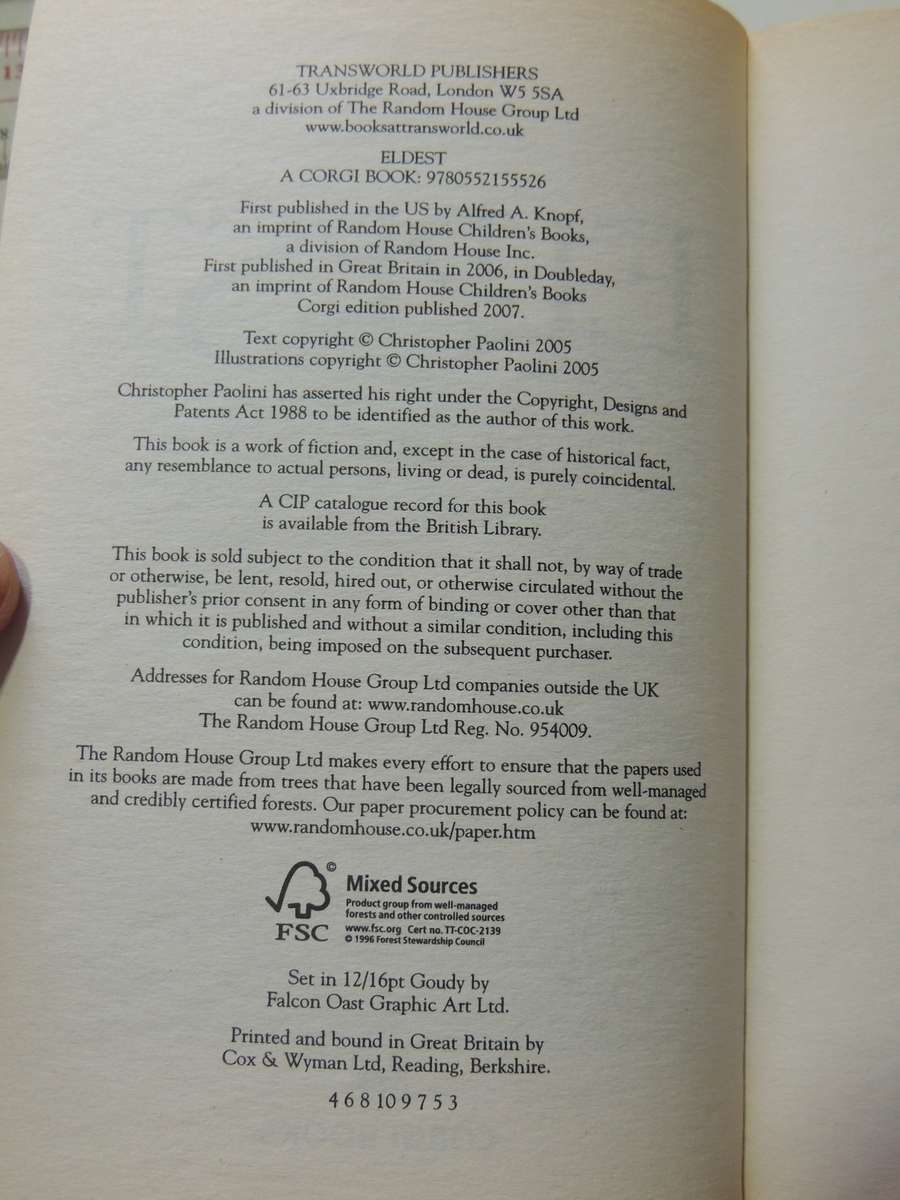 TRANSWORLD PUBLISHERS
61-63 Uxbridge Road, London W5 5SA
a division of The Random House Group Ltd
www.booksattransworld.co.uk
ELDEST
A CORGI BOOK: 9780552155526
First published in the US by Alfred A. Knopf,
an imprint of Random House Children's Books,
a division of Random House Inc.
First published in Great Britain in 2006, in Doubleday,
an imprint of Random House Children's Books
Corgi edition published 2007.
Text copyright © Christopher Paolini 2005
Illustrations copyright © Christopher Paolini 2005
Christopher Paolini has asserted his right under the Copyright, Designs and
Patents Act 1988 to be identified as the author of this work.
This book is a work of fiction and, except in the case of historical fact,
any resemblance to actual persons, living or dead, is purely coincidental.
A CIP catalogue record for this book
is available from the British Library.
This book is sold subject to the condition that it shall not, by way of trade
or otherwise, be lent, resold, hired out, or otherwise circulated without the
publisher's prior consent in any form of binding or cover other than that
in which it is published and without a similar condition, including this
condition, being imposed on the subsequent purchaser.
Addresses for Random House Group Ltd companies outside the UK
can be found at: www.randomhouse.co.uk
The Random House Group Ltd Reg. No. 954009.
The Random House Group Ltd makes every effort to ensure that the papers used
in its books are made from trees that have been legally sourced from well-managed
and credibly certified forests. Our paper procurement policy can be found at:
www.randomhouse.co.uk/paper.htm
©
FSC
Mixed Sources
Product group from well-managed
forests and other controlled sources
www.fsc.org Cert no. TT-COC-2139
© 1996 Forest Stewardship Council
Set in 12/16pt Goudy by
Falcon Oast Graphic Art Ltd.
Printed and bound in Great Britain by
Cox & Wyman Ltd, Reading, Berkshire.
4 6 8 10 9 7 5 3